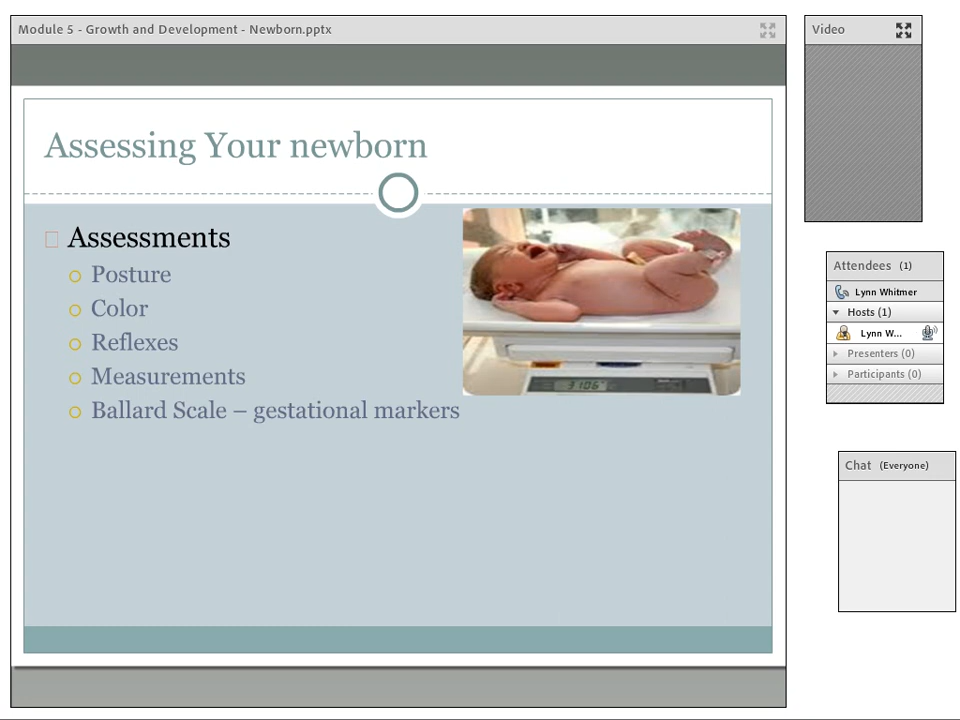 Module 5 - Growth and Development - Newborn.pptx
Video
Assessing Your newborn
Assessments
Posture
Color
Reflexes
Measurements
Ballard Scale – gestational markers
3106
Attendees (1)
Lynn Whitmer
Hosts (1)
Lynn W...
Presenters (0)
Participants (0)
Chat (Everyone)